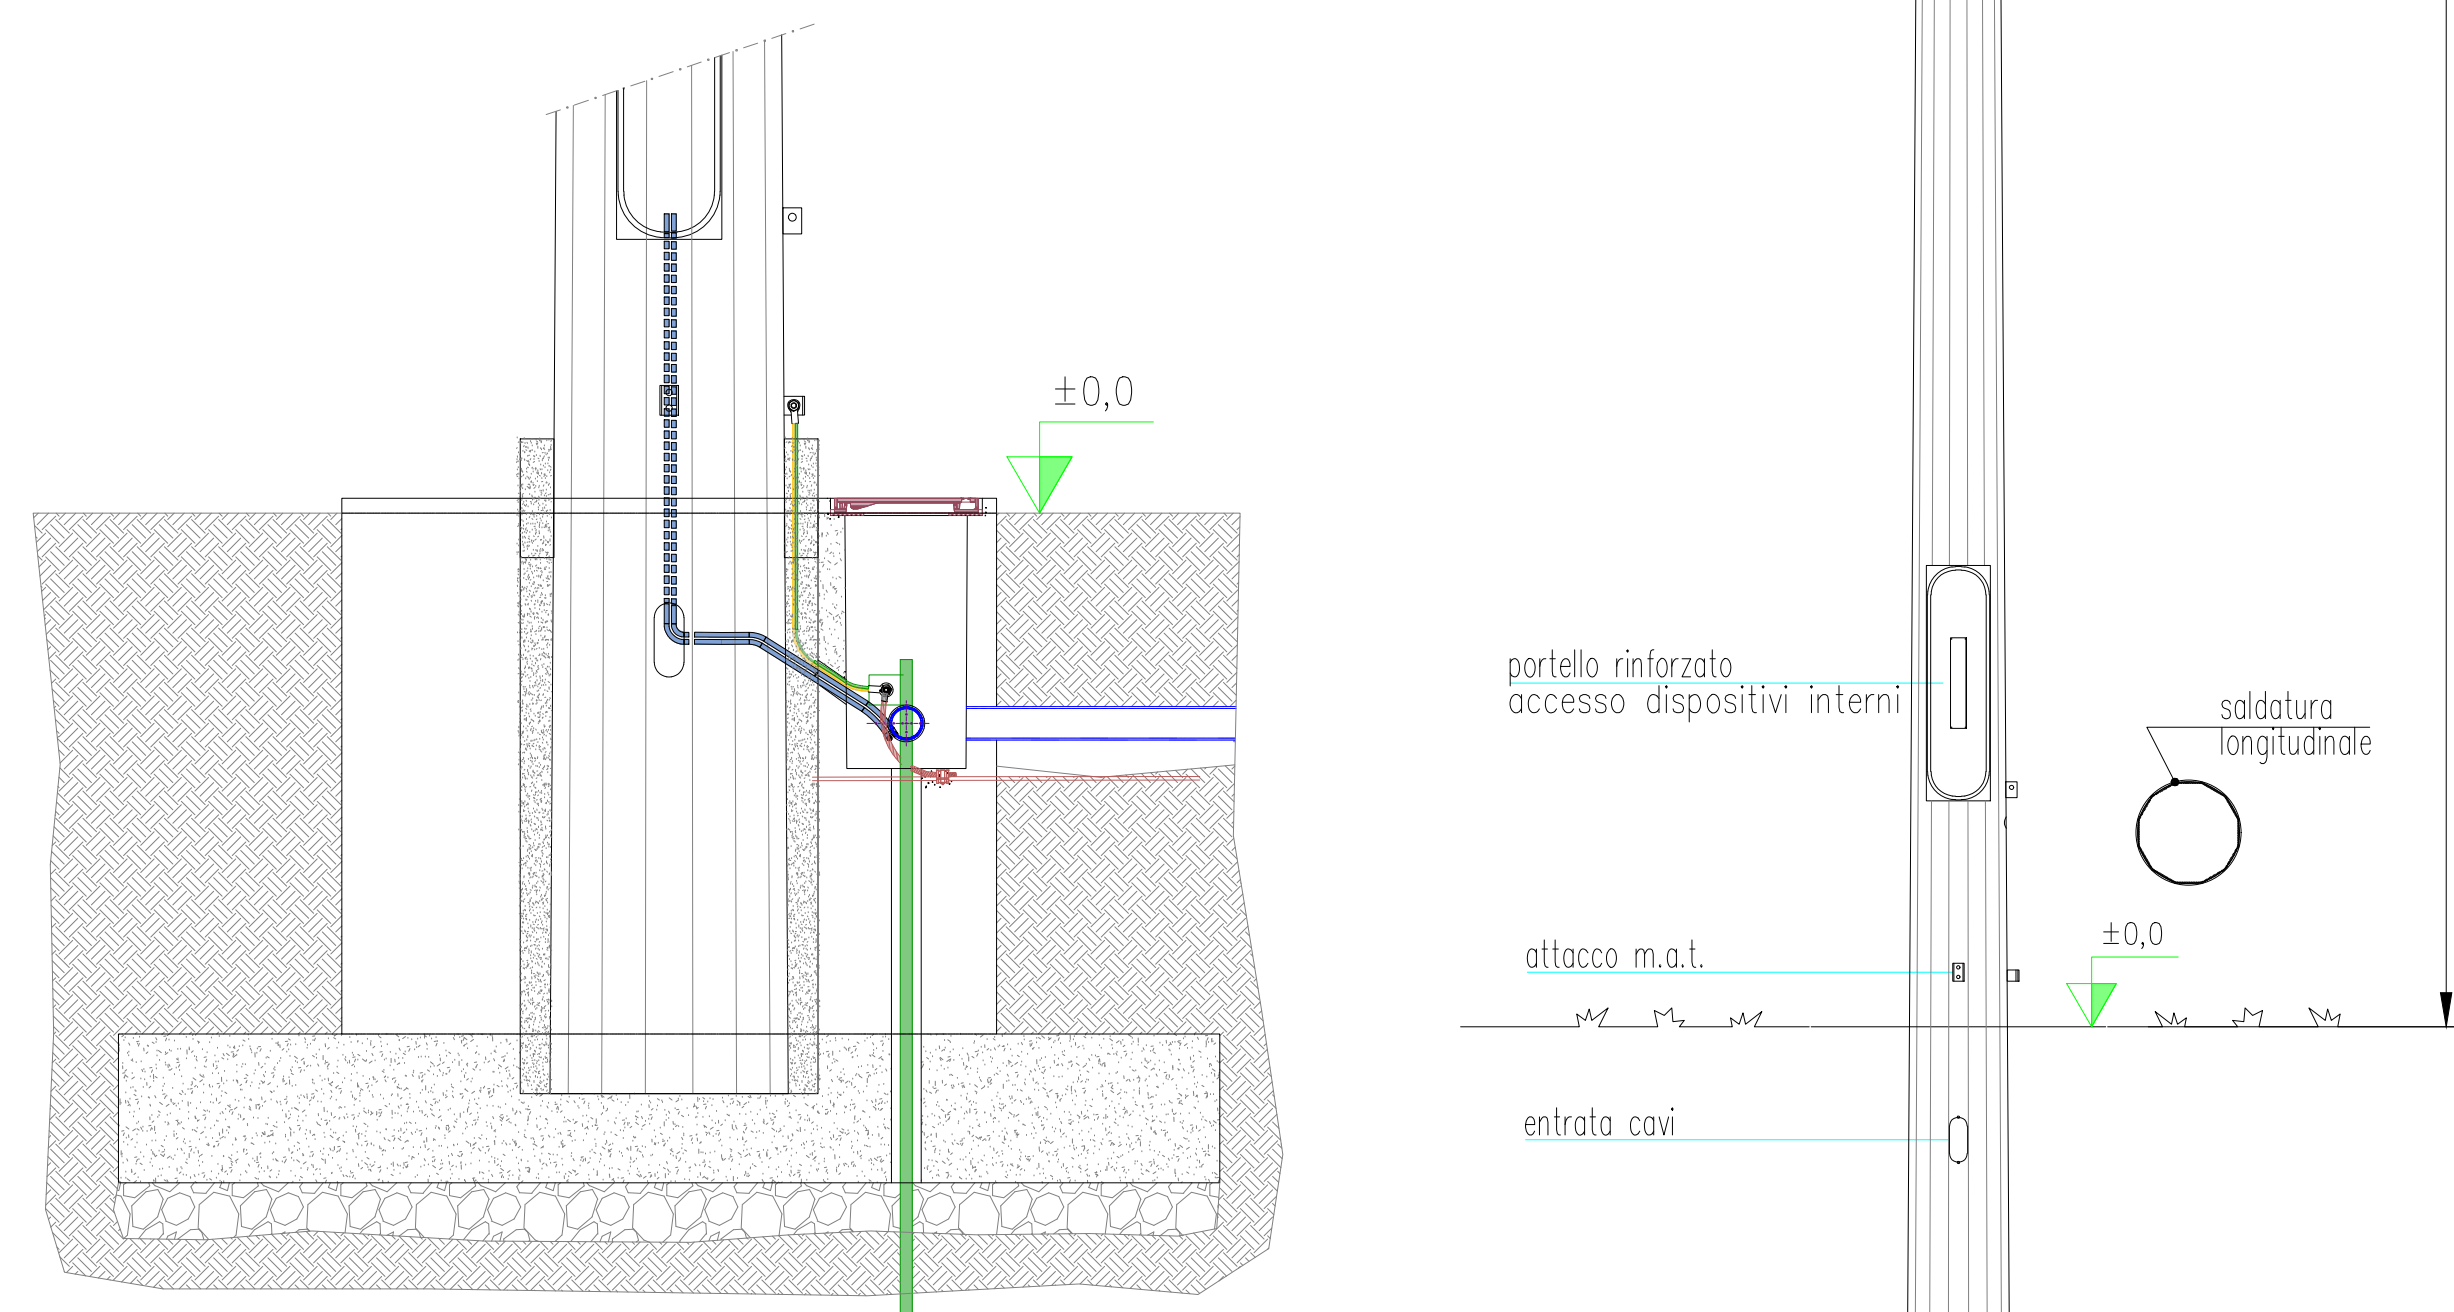 ±0,0
portello rinforzato
accesso dispositivi interni
saldatura
longitudinale
attacco m.a.t.
±0,0
entrata cavi